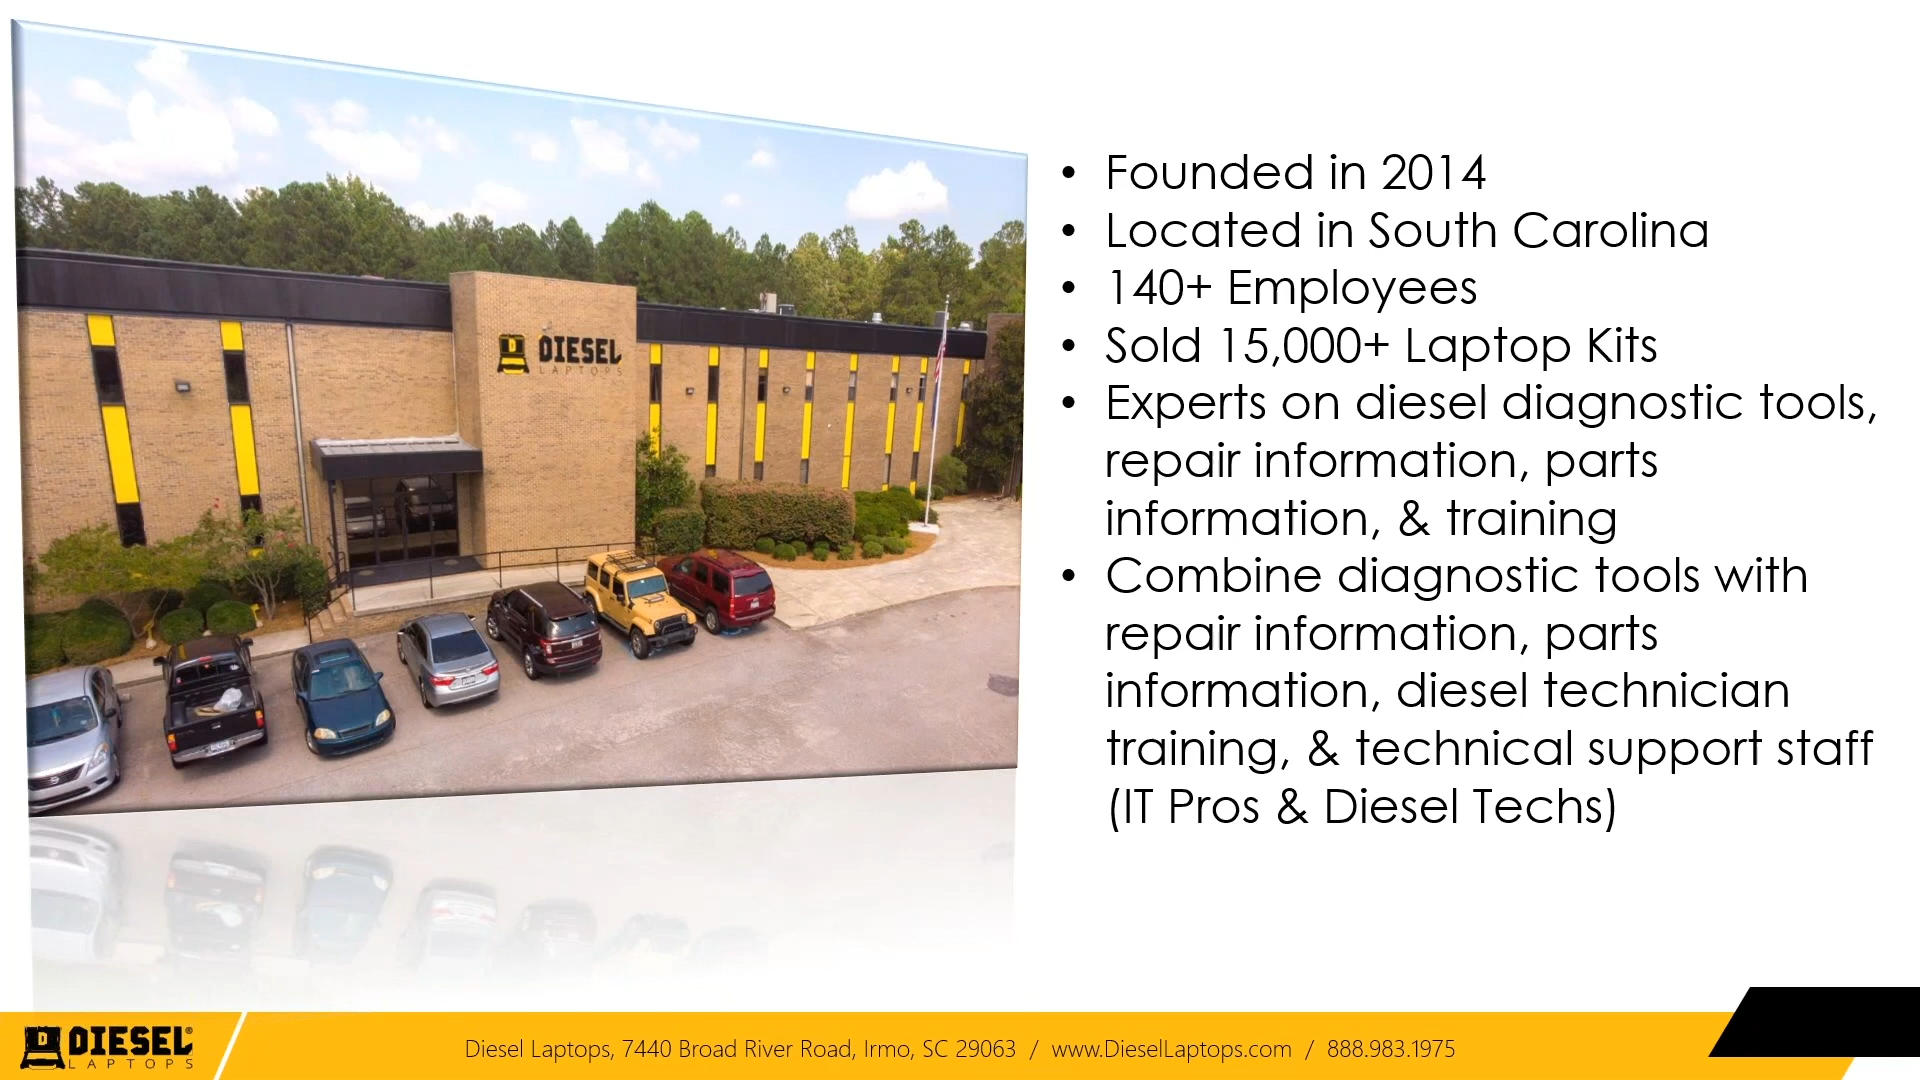 DIESEL
LAPTOPS
• Founded in 2014
• Located in South Carolina
• 140+ Employees
• Sold 15,000+ Laptop Kits
• Experts on diesel diagnostic tools,
repair information, parts
information, & training
• Combine diagnostic tools with
repair information, parts
information, diesel technician
training, & technical support staff
(IT Pros & Diesel Techs)
DIESEL®
LAPTOPS
Diesel Laptops, 7440 Broad River Road, Irmo, SC 29063 / www.DieselLaptops.com / 888.983.1975